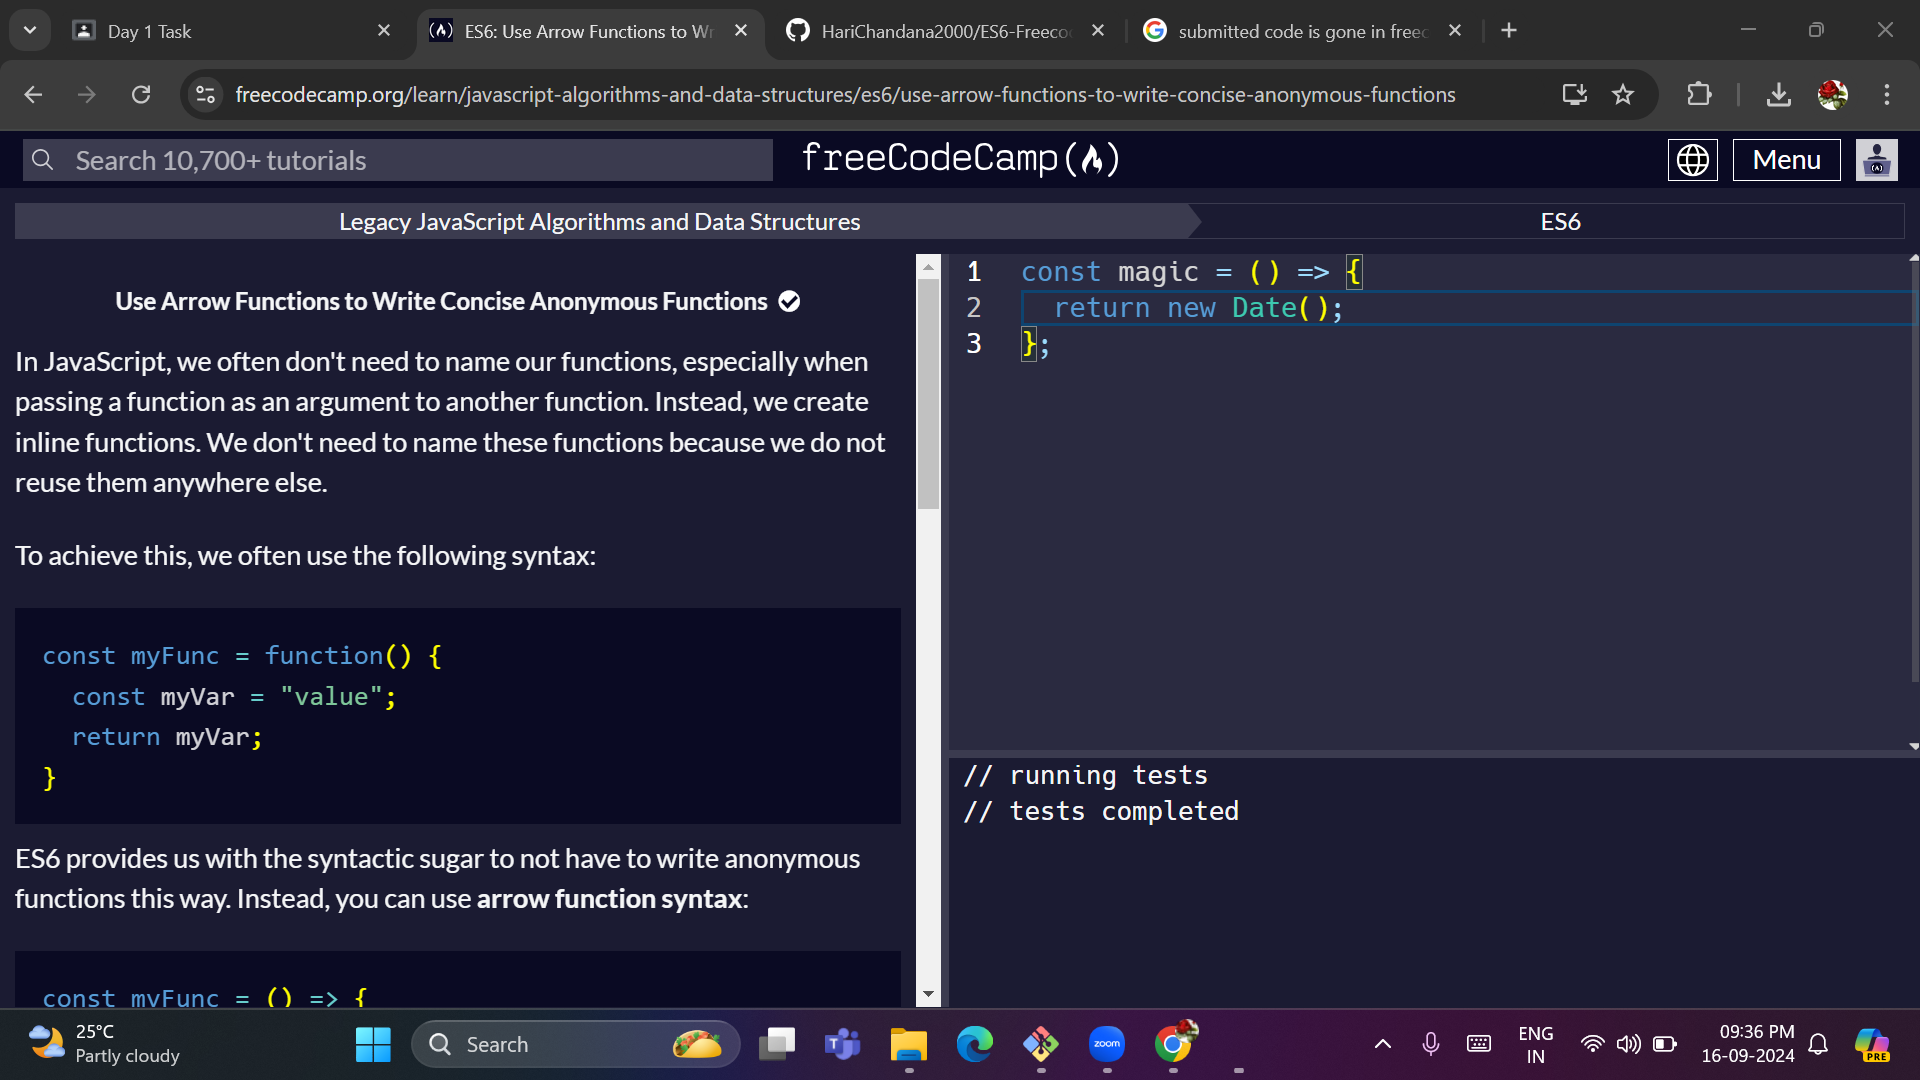 Day 1 Task
ES6: Use Arrow Functions to Wr
HariChandana2000/ES6-Freeco
submitted code is gone in freec
freecodecamp.org/learn/javascript-algorithms-and-data-structures/es6/use-arrow-functions-to-write-concise-anonymous-functions
Search 10,700+ tutorials
freeCodeCamp
Menu
Legacy JavaScript Algorithms and Data Structures
ES6
Use Arrow Functions to Write Concise Anonymous Functions
In JavaScript, we often don't need to name our functions, especially when
passing a function as an argument to another function. Instead, we create
inline functions. We don't need to name these functions because we do not
reuse them anywhere else.
To achieve this, we often use the following syntax:
const myFunc = function() {
  const myVar = "value";
  return myVar;
}
ES6 provides us with the syntactic sugar to not have to write anonymous
functions this way. Instead, you can use arrow function syntax:
const myFunc = () => {
1 const magic = () => {
2   return new Date();
3 };
// running tests
// tests completed
25°C
Partly cloudy
Search
zoom
ENG
IN
09:36 PM
16-09-2024
PRE